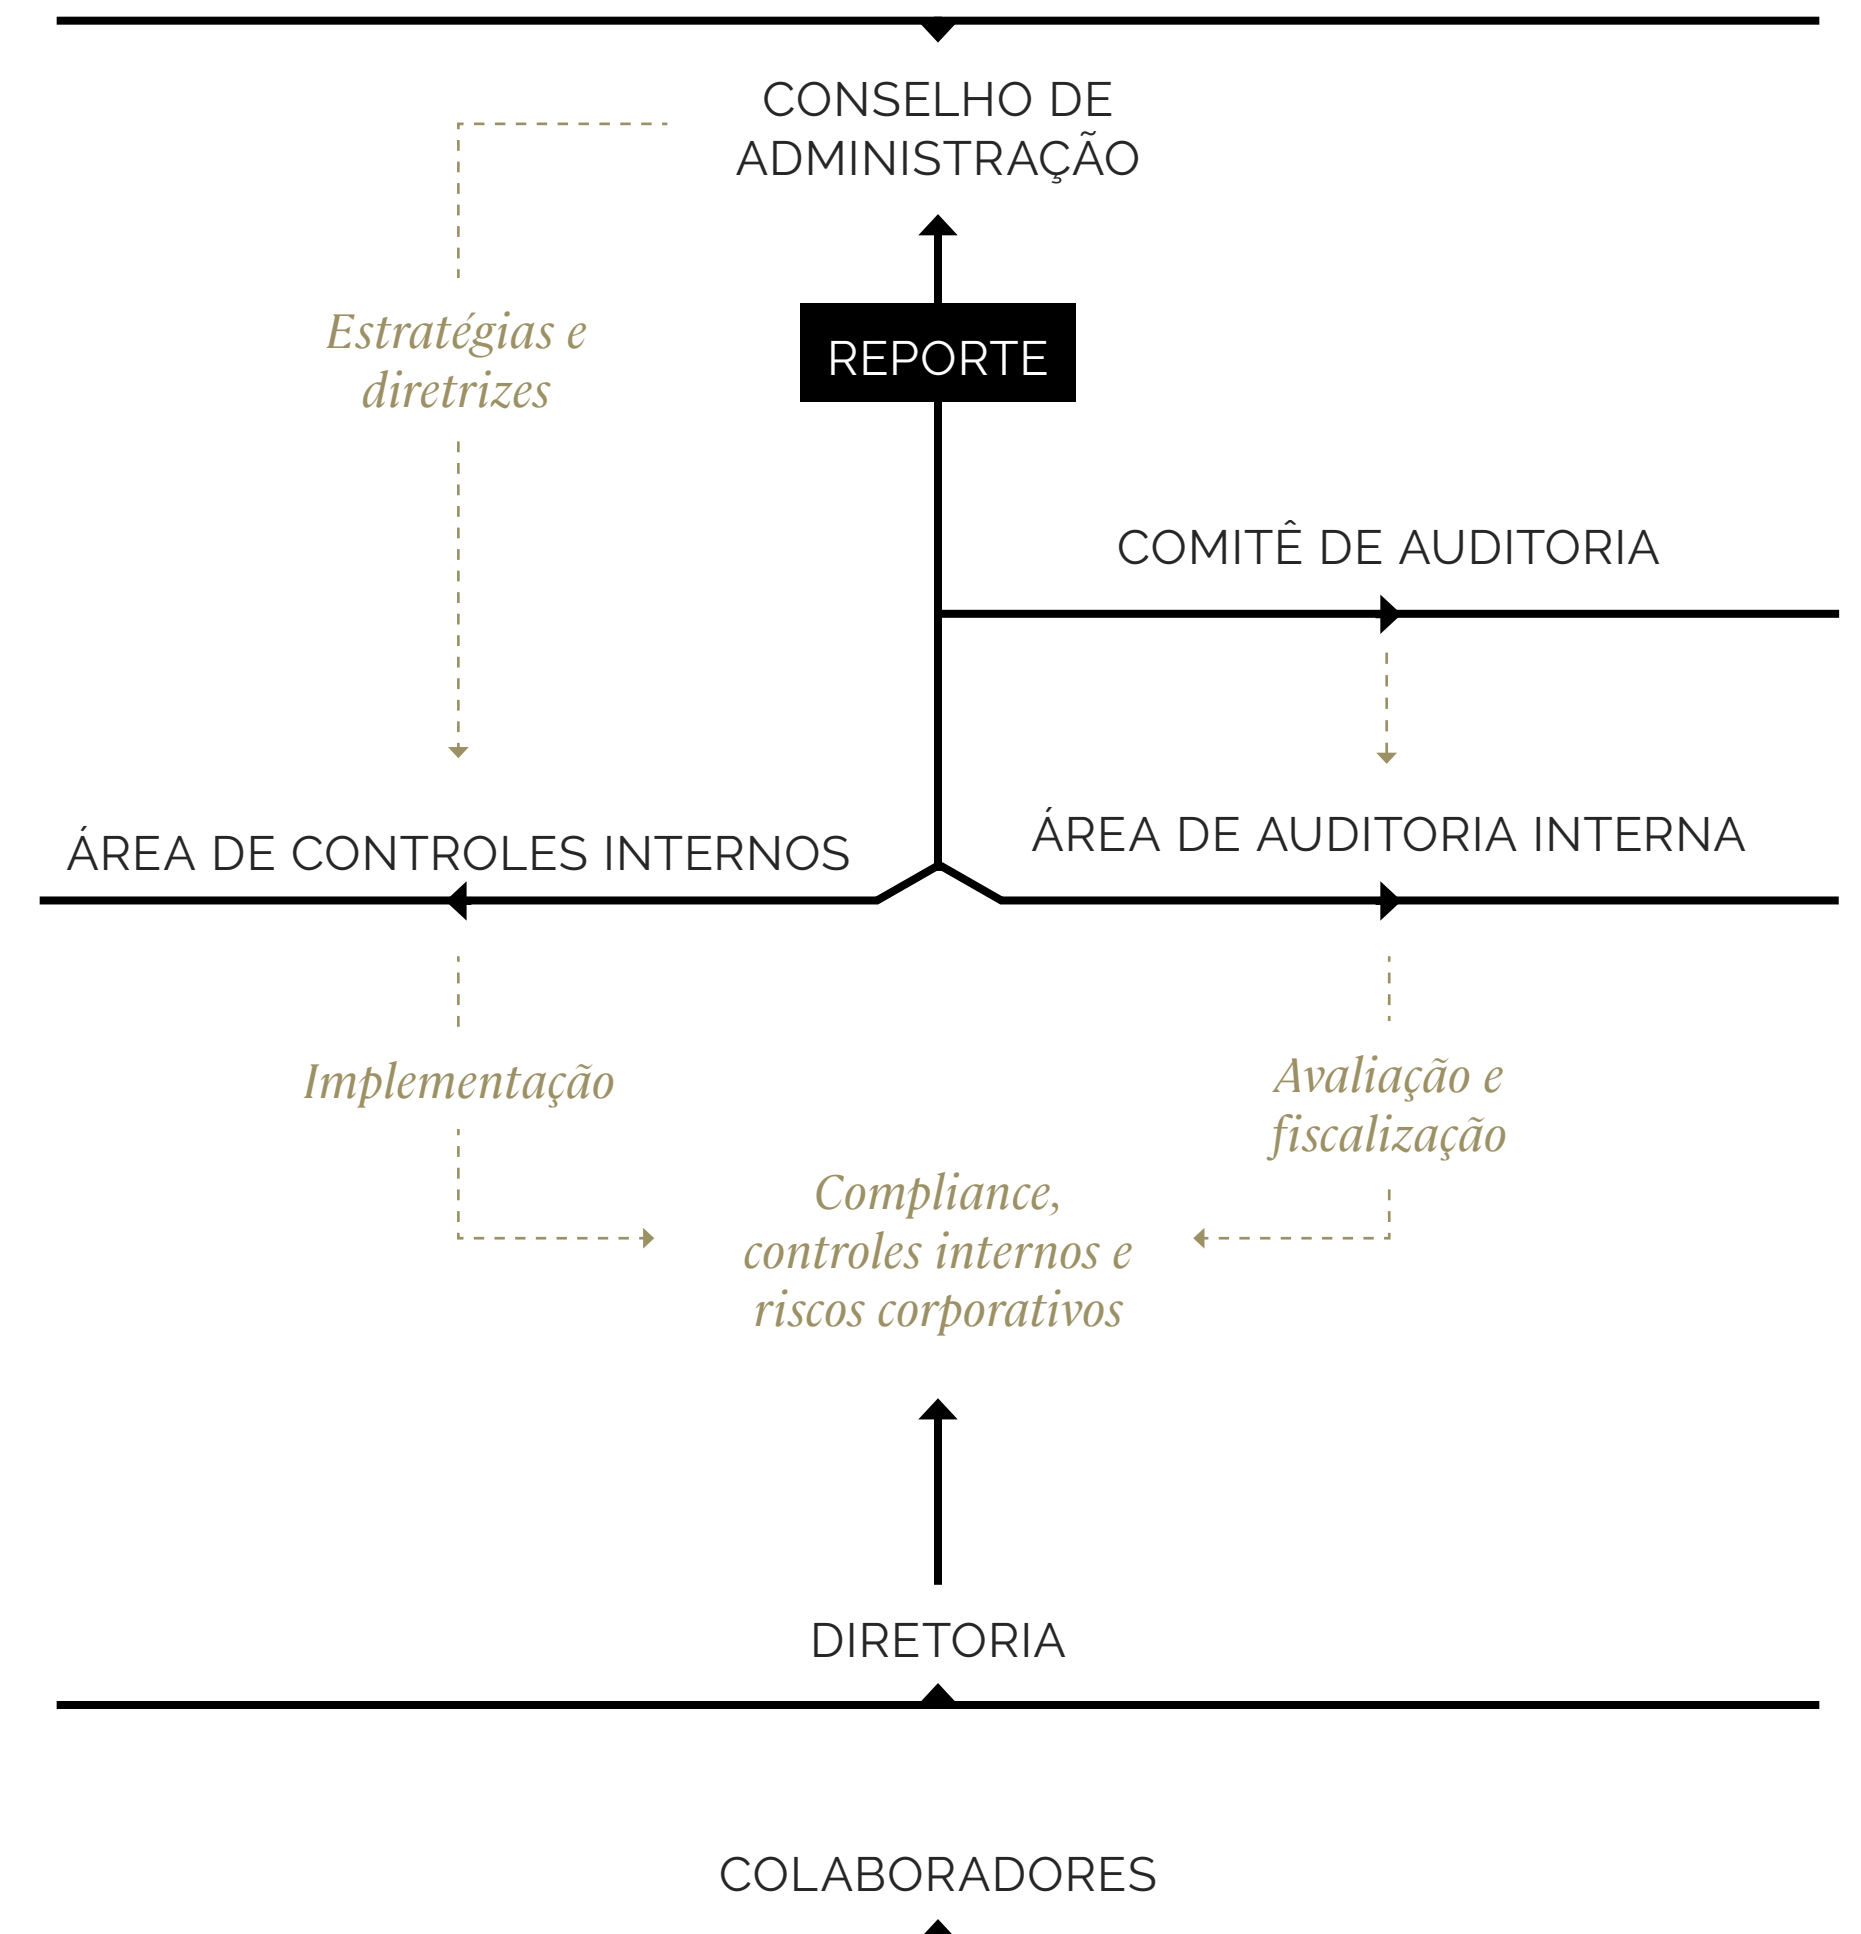 CONSELHO DE
ADMINISTRAÇÃO
Estratégias e
diretrizes
REPORTE
COMITÊ DE AUDITORIA
ÁREA DE CONTROLES INTERNOS
ÁREA DE AUDITORIA INTERNA
Implementação
Avaliação e
fiscalização
Compliance,
controles internos e
riscos corporativos
DIRETORIA
COLABORADORES